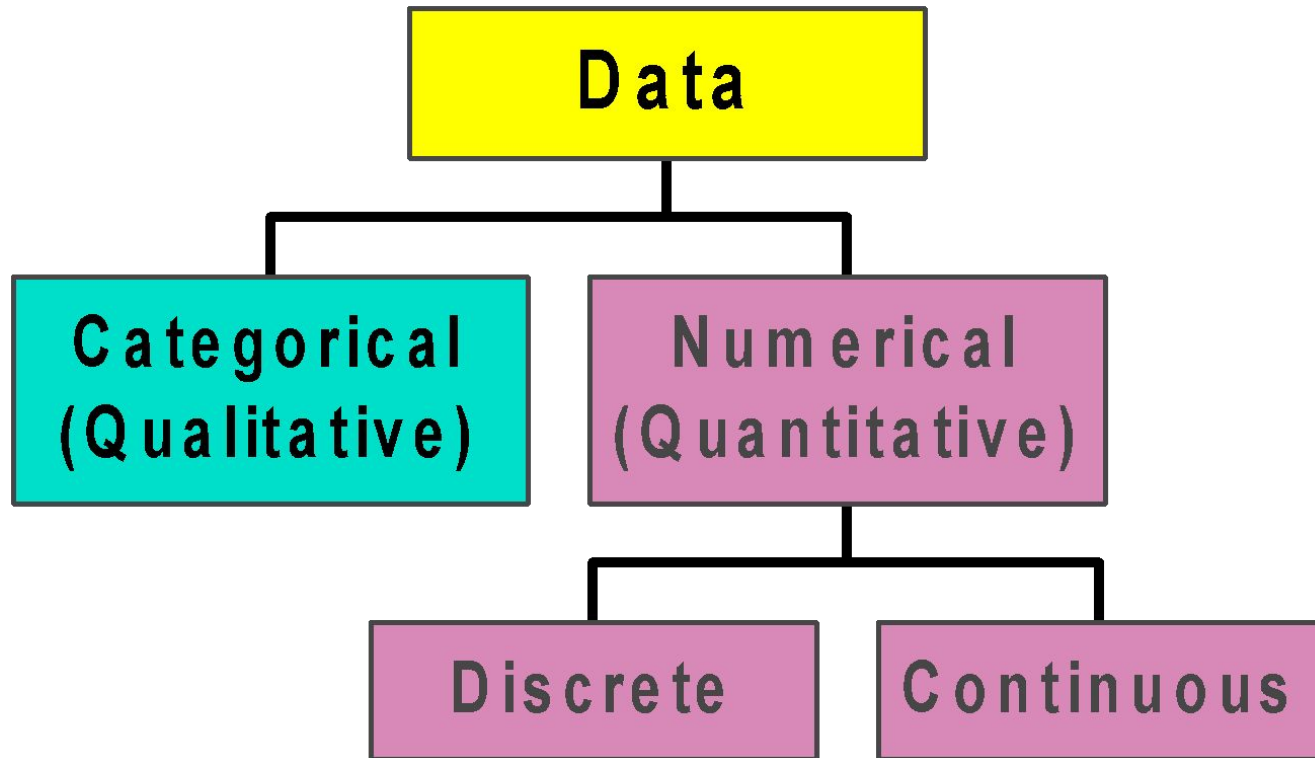 Data
Categorical
(Qualitative)
Numerical
(Quantitative)
Discrete
Continuous